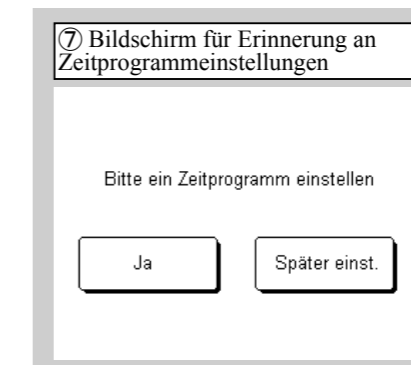 ⑦ Bildschirm für Erinnerung an
Zeitprogrammeinstellungen
Bitte ein Zeitprogramm einstellen
Ja
Später einst.